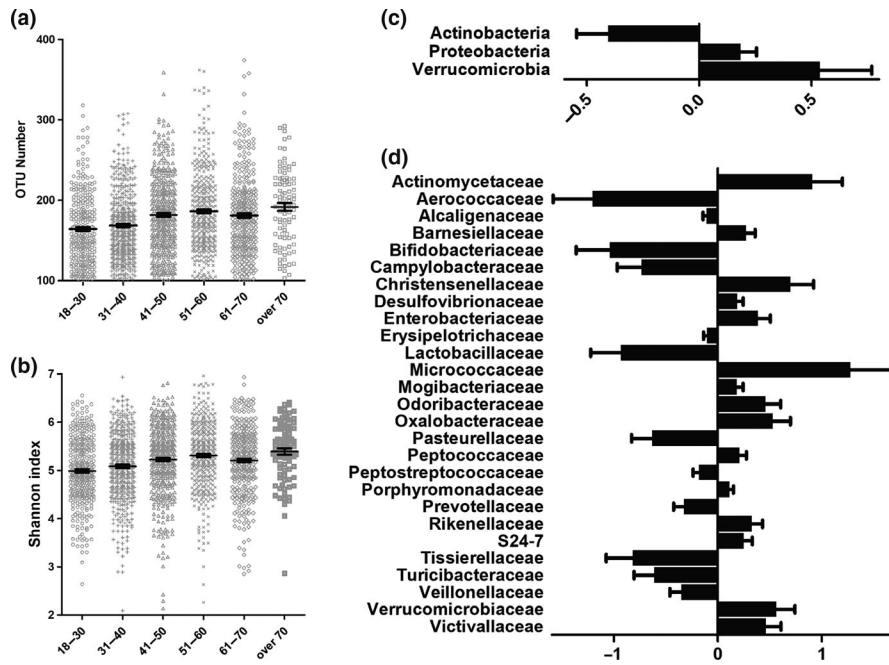 (a)
400
300
200
100
OTU Number
18–30
31–40
41–50
51–60
61–70
over 70
(b)
7
6
5
4
3
2
Shannon index
18–30
31–40
41–50
51–60
61–70
over 70
(c)
Actinobacteria
Proteobacteria
Verrucomicrobia
-0.5
0.0
0.5
(d)
Actinomycetaceae
Aerococcaceae
Alcaligenaceae
Barnesiellaceae
Bifidobacteriaceae
Campylobacteraceae
Christensenellaceae
Desulfovibrionaceae
Enterobacteriaceae
Erysipelotrichaceae
Lactobacillaceae
Micrococcaceae
Mogibacteriaceae
Odoribacteraceae
Oxalobacteraceae
Pasteurellaceae
Peptococcaceae
Peptostreptococcaceae
Porphyromonadaceae
Prevotellaceae
Rikenellaceae
S24-7
Tissierellaceae
Turicibacteraceae
Veillonellaceae
Verrucomicrobiaceae
Victivallaceae
–1
0
1